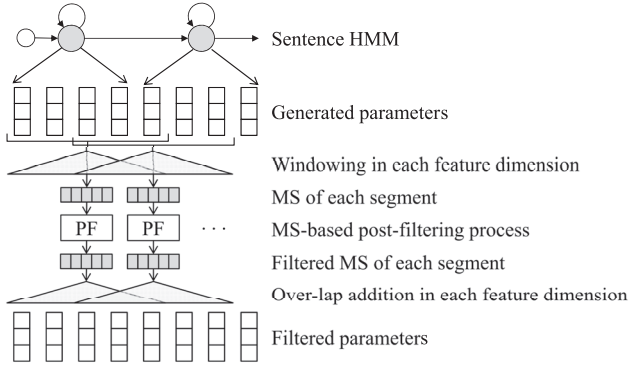 Sentence HMM
Generated parameters
Windowing in each feature dimension
MS of each segment
PF PF . . . MS-based post-filtering process
Filtered MS of each segment
Over-lap addition in each feature dimension
Filtered parameters